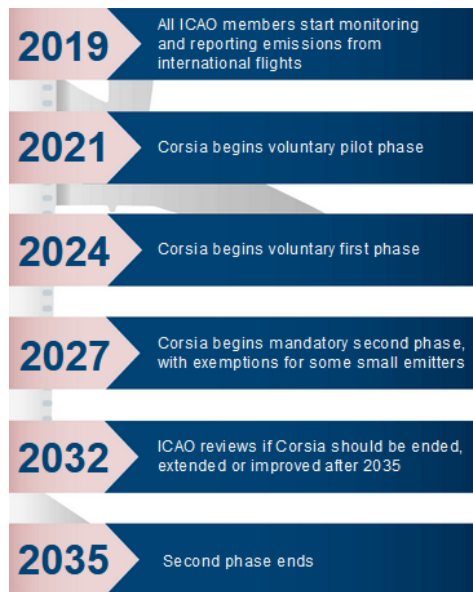 2019
All ICAO members start monitoring
and reporting emissions from
international flights
2021
Corsia begins voluntary pilot phase
2024
Corsia begins voluntary first phase
2027
Corsia begins mandatory second phase,
with exemptions for some small emitters
2032
ICAO reviews if Corsia should be ended,
extended or improved after 2035
2035
Second phase ends